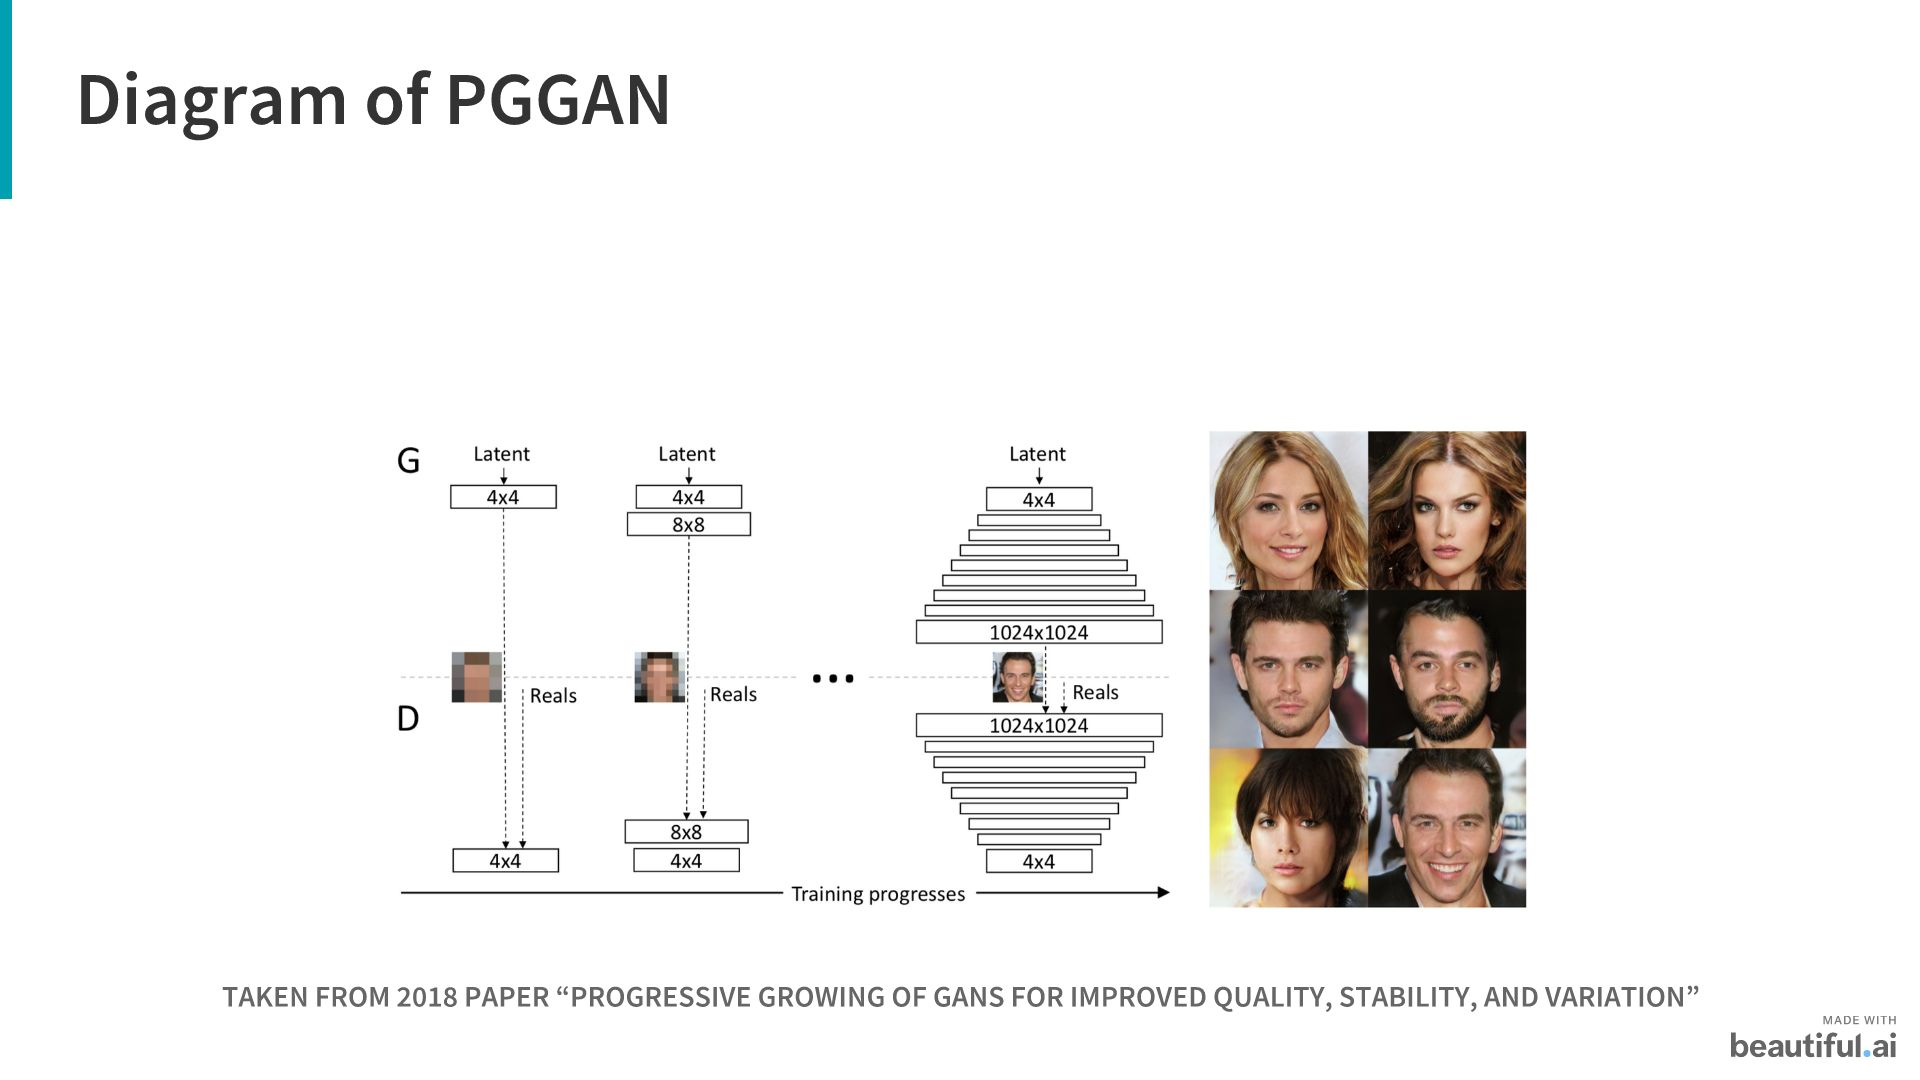 Diagram of PGGAN
G
Latent
4x4
Latent
4x4
8x8
Latent
4x4
1024x1024
Reals
Reals
...
Reals
D
1024x1024
8x8
4x4
4x4
4x4
Training progresses
TAKEN FROM 2018 PAPER “PROGRESSIVE GROWING OF GANS FOR IMPROVED QUALITY, STABILITY, AND VARIATION”
MADE WITH
beautiful.ai